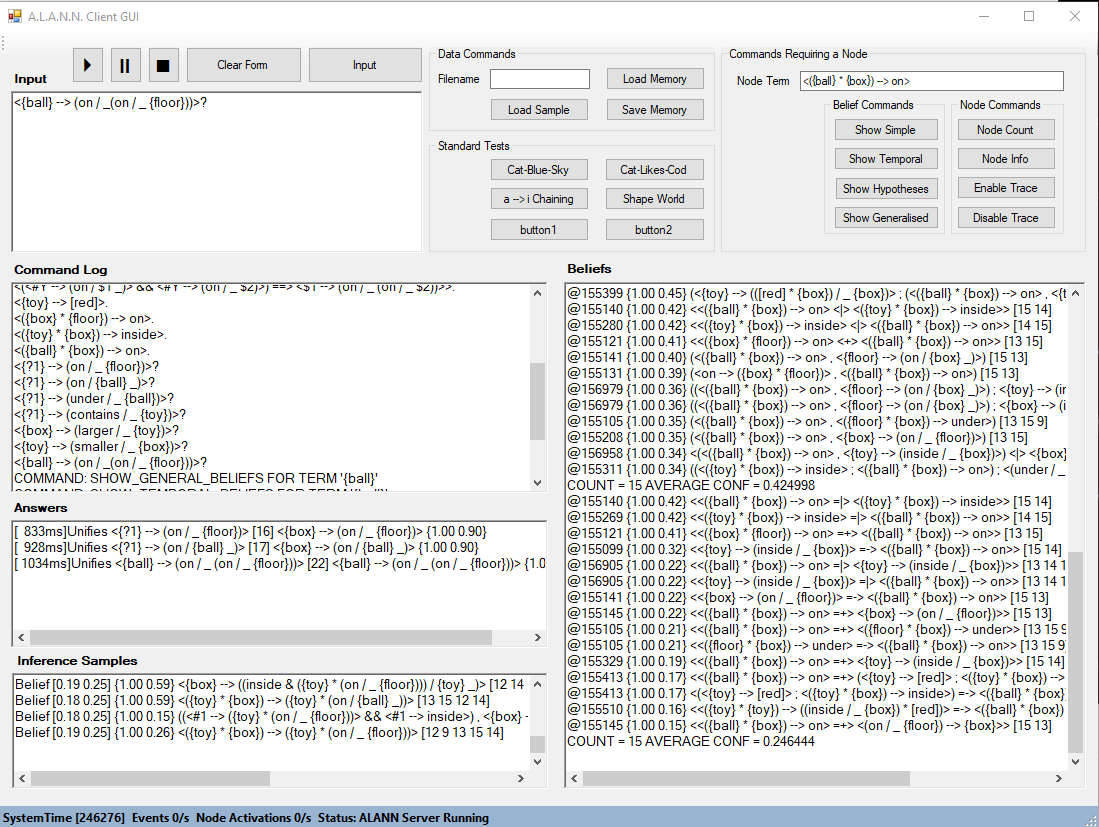 A.L.A.N.N. Client GUI
Input
Clear Form
Input
<{ball} --> (on / _(on / _ {floor}))>?
Data Commands
Filename
Load Memory
Load Sample
Save Memory
Standard Tests
Cat-Blue-Sky
Cat-Likes-Cod
a --> i Chaining
Shape World
button1
button2
Commands Requiring a Node
Node Term
<({ball} * {box}) --> on>
Belief Commands
Node Commands
Show Simple
Node Count
Show Temporal
Node Info
Show Hypotheses
Enable Trace
Show Generalised
Disable Trace
Command Log
<(<#Y --> (on / $1 _)> && <#Y --> (on / _ $2)>) ==> <$1 --> (on / _ (on / _ $2))>>.
<{toy} --> [red]>.
<({box} * {floor}) --> on>.
<({toy} * {box}) --> inside>.
<({ball} * {box}) --> on>.
<{?1} --> (on / _ {floor})>?
<{?1} --> (on / {ball} _)>?
<{?1} --> (under / _ {ball})>?
<{?1} --> (contains / _ {toy})>?
<{box} --> (larger / _ {toy})>?
<{toy} --> (smaller / _ {box})>?
<{ball} --> (on / _(on / _ {floor}))>?
COMMAND: SHOW_GENERAL_BELIEFS FOR TERM '{ball}'
Answers
[ 833ms]Unifies <{?1} --> (on / _ {floor})> [16] <{box} --> (on / _ {floor})> {1.00 0.90}
[ 928ms]Unifies <{?1} --> (on / {ball} _)> [17] <{box} --> (on / {ball} _)> {1.00 0.90}
[ 1034ms]Unifies <{ball} --> (on / _ (on / _ {floor}))> [22] <{ball} --> (on / _ (on / _ {floor}))> {1.0
Inference Samples
Belief [0.19 0.25] {1.00 0.59} <{box} --> ((inside & ({toy} * (on / _ {floor}))) / {toy} _)> [12 14
Belief [0.18 0.25] {1.00 0.59} <({toy} * {box}) --> ({toy} * (on / {ball} _))> [13 15 12 14]
Belief [0.18 0.25] {1.00 0.15} ((<#1 --> ({toy} * (on / _ {floor}))> && <#1 --> inside>) , <{box} -
Belief [0.19 0.25] {1.00 0.26} <({toy} * {box}) --> ({toy} * (on / _ {floor}))> [12 9 13 15 14]
Beliefs
@155399 {1.00 0.45} (<{toy} --> (([red] * {box}) / _ {box})> ; (<({ball} * {box}) --> on> , <{t
@155140 {1.00 0.42} <<({ball} * {box}) --> on> <|> <({toy} * {box}) --> inside>> [15 14]
@155280 {1.00 0.42} <<({toy} * {box}) --> inside> <|> <({ball} * {box}) --> on>> [14 15]
@155121 {1.00 0.41} <<({box} * {floor}) --> on> <+> <({ball} * {box}) --> on>> [13 15]
@155141 {1.00 0.40} (<({ball} * {box}) --> on> , <{floor} --> (on / {box} _)>) [15 13]
@155131 {1.00 0.39} (<on --> ({box} * {floor})> , <({ball} * {box}) --> on>) [15 13]
@156979 {1.00 0.36} ((<({ball} * {box}) --> on> , <{floor} --> (on / {box} _)>) ; <{toy} --> (in
@156979 {1.00 0.36} ((<({ball} * {box}) --> on> , <{floor} --> (on / {box} _)>) ; <{box} --> (i
@155105 {1.00 0.35} (<({ball} * {box}) --> on> , <({floor} * {box}) --> under>) [13 15 9]
@155208 {1.00 0.35} (<({ball} * {box}) --> on> , <{box} --> (on / _ {floor})>) [13 15]
@156958 {1.00 0.34} (<(<({ball} * {box}) --> on> , <{toy} --> (inside / _ {box})>) <|> <{box}
@155311 {1.00 0.34} ((<({toy} * {box}) --> inside> ; <({ball} * {box}) --> on>) ; <(under / _
COUNT = 15 AVERAGE CONF = 0.424998
@155140 {1.00 0.42} <<({ball} * {box}) --> on> =|> <({toy} * {box}) --> inside>> [15 14]
@155269 {1.00 0.42} <<({toy} * {box}) --> inside> =|> <({ball} * {box}) --> on>> [14 15]
@155121 {1.00 0.41} <<({box} * {floor}) --> on> =+> <({ball} * {box}) --> on>> [13 15]
@155099 {1.00 0.32} <<{toy} --> (inside / _ {box})> =-> <({ball} * {box}) --> on>> [15 14]
@156905 {1.00 0.22} <<({ball} * {box}) --> on> =|> <{toy} --> (inside / _ {box})>> [13 14 1
@156905 {1.00 0.22} <<{toy} --> (inside / _ {box})> =|> <({ball} * {box}) --> on>> [13 14 1
@155141 {1.00 0.22} <<{box} --> (on / _ {floor})> =-> <({ball} * {box}) --> on>> [15 13]
@155145 {1.00 0.22} <<({ball} * {box}) --> on> =+> <{box} --> (on / _ {floor})>> [15 13]
@155105 {1.00 0.21} <<({ball} * {box}) --> on> =+> <({floor} * {box}) --> under>> [13 15 9
@155105 {1.00 0.21} <<({floor} * {box}) --> under> =-> <({ball} * {box}) --> on>> [13 15 9]
@155329 {1.00 0.19} <<({ball} * {box}) --> on> =+> <{toy} --> (inside / _ {box})>> [15 14]
@155413 {1.00 0.17} <<({ball} * {box}) --> on> =+> (<{toy} --> [red]> ; <({toy} * {box}) -->
@155413 {1.00 0.17} <(<{toy} --> [red]> ; <({toy} * {box}) --> inside>) =-> <({ball} * {box})
@155510 {1.00 0.16} <<({toy} * {toy}) --> ((inside / _ {box}) * [red])> =-> <({ball} * {box})
@155145 {1.00 0.15} <<({ball} * {box}) --> on> =+> <(on / _ {floor}) --> {box}>> [15 13]
COUNT = 15 AVERAGE CONF = 0.246444
SystemTime [246276] Events 0/s Node Activations 0/s Status: ALANN Server Running